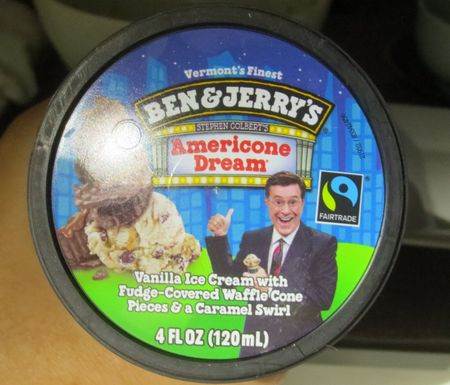 Vermont's Finest
BEN & JERRY'S
STEPHEN COLBERT'S
Americone
Dream
FAIRTRADE
Vanilla Ice Cream with
Fudge-Covered Waffle Cone
Pieces & a Caramel Swirl
4 FL OZ (120mL)